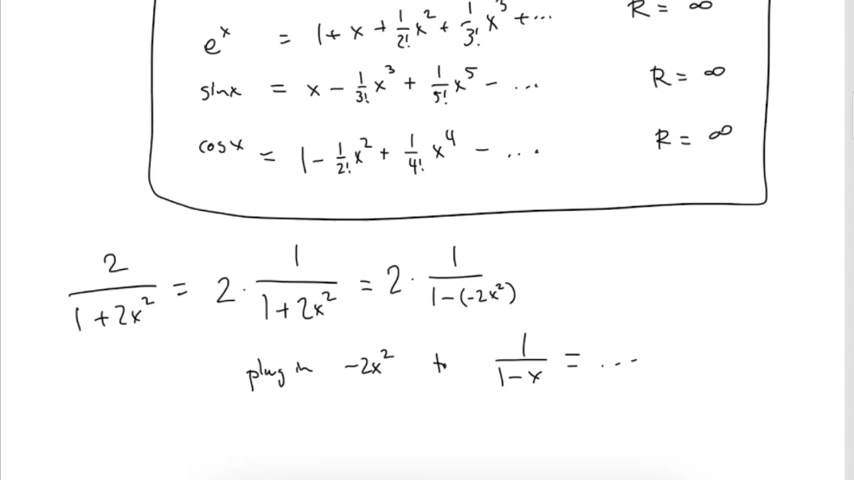 e^x = 1 + x + 1/2! x^2 + 1/3! x^3 + ... R = ∞
sinx = x - 1/3! x^3 + 1/5! x^5 - ... R = ∞
cosx = 1 - 1/2! x^2 + 1/4! x^4 - ... R = ∞
2/(1+2x^2) = 2 · 1/(1+2x^2) = 2 · 1/(1-(-2x^2))
plug in -2x^2 to 1/(1-x) = ...